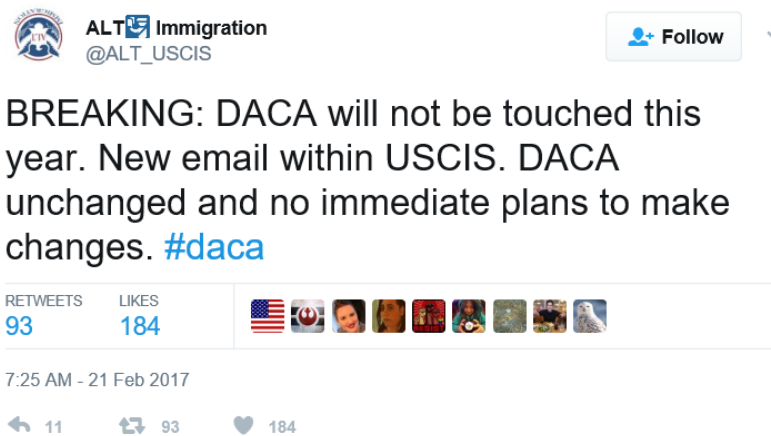 ALT🛂 Immigration
@ALT_USCIS
Follow
BREAKING: DACA will not be touched this
year. New email within USCIS. DACA
unchanged and no immediate plans to make
changes. #daca
RETWEETS LIKES
93 184
7:25 AM - 21 Feb 2017
11 93 184